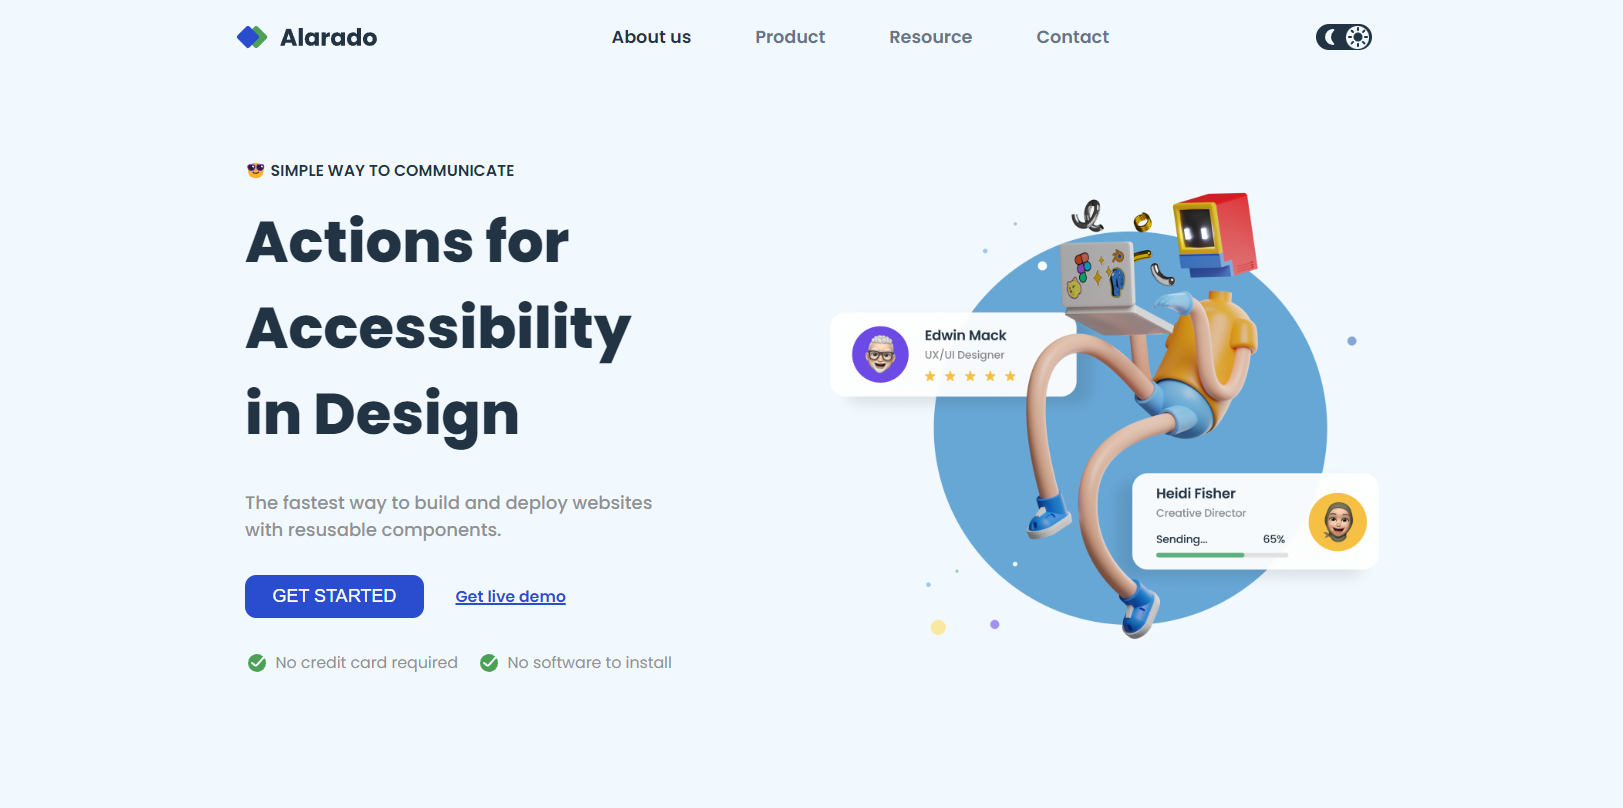 Alarado
About us
Product
Resource
Contact
SIMPLE WAY TO COMMUNICATE
Actions for
Accessibility
in Design
The fastest way to build and deploy websites
with resusable components.
GET STARTED
Get live demo
No credit card required
No software to install
Edwin Mack
UX/UI Designer
Heidi Fisher
Creative Director
Sending... 65%